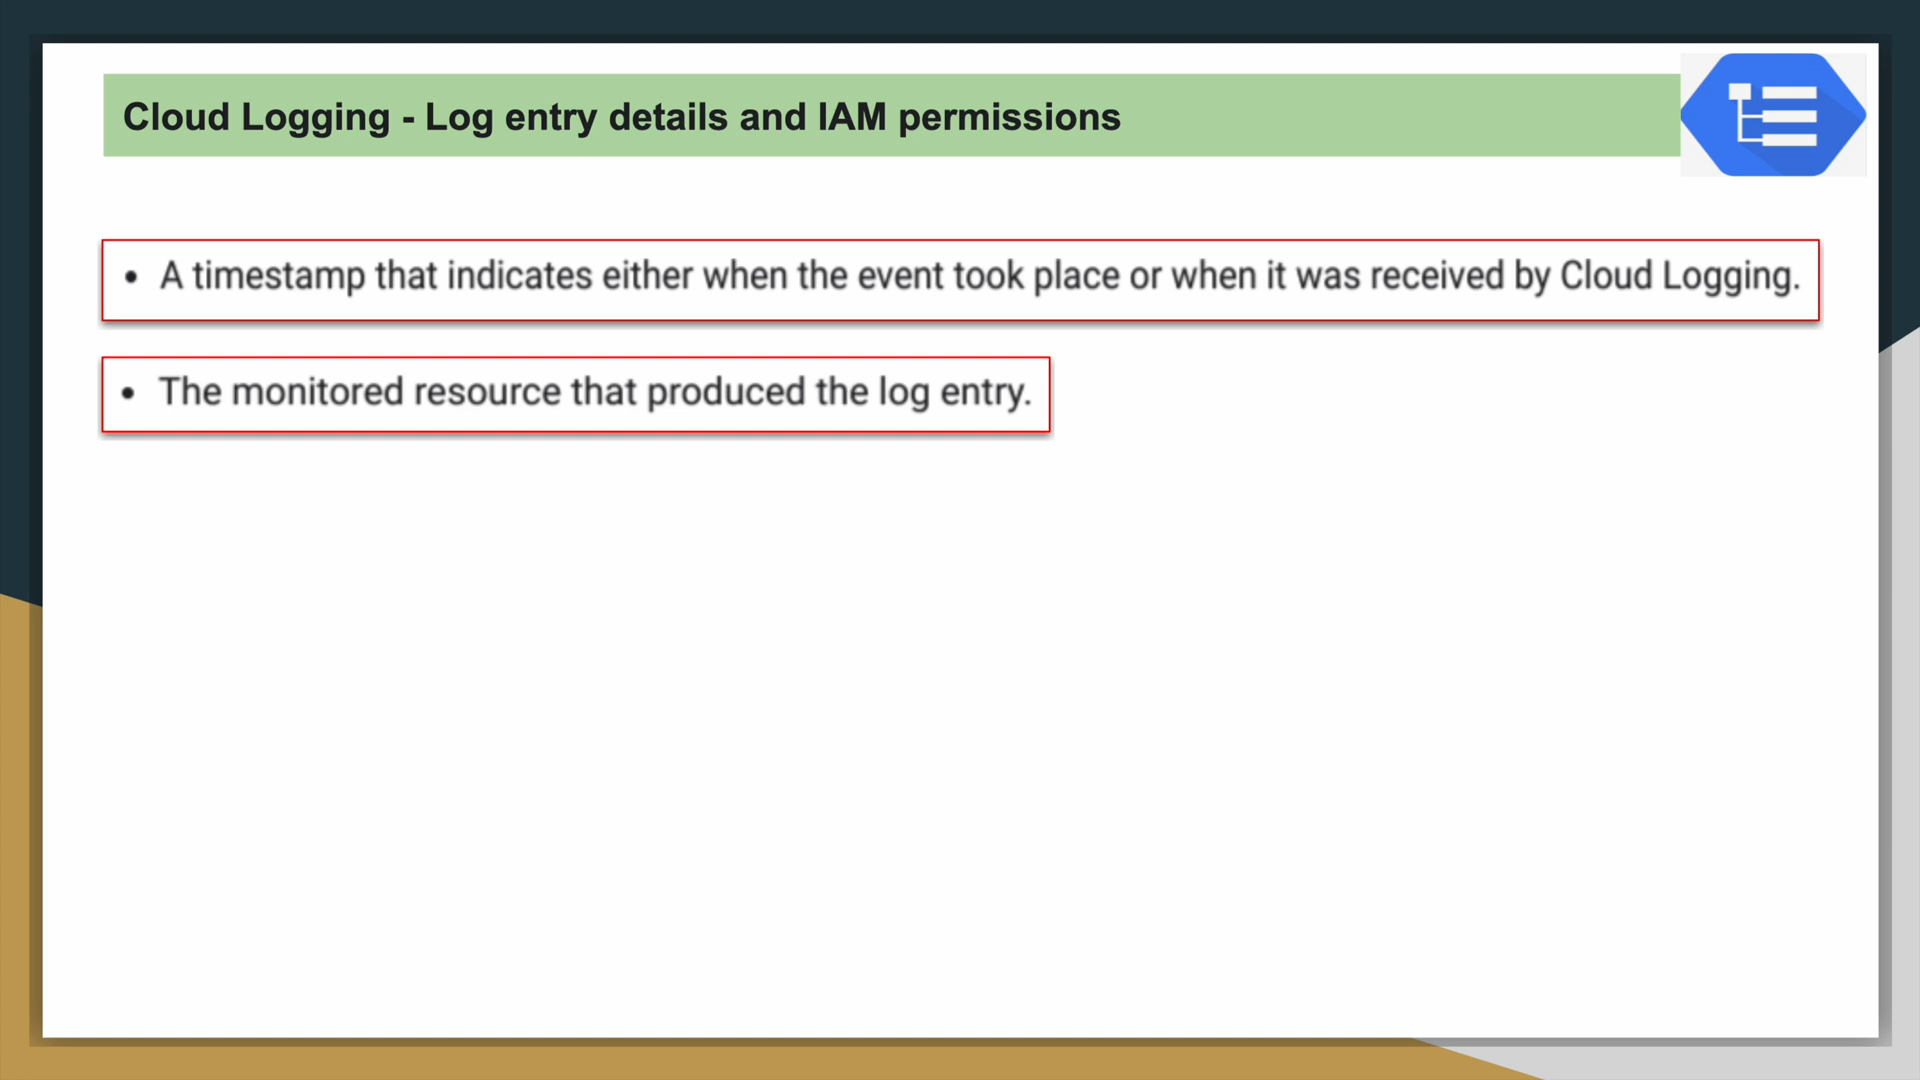 Cloud Logging - Log entry details and IAM permissions
• A timestamp that indicates either when the event took place or when it was received by Cloud Logging.
• The monitored resource that produced the log entry.